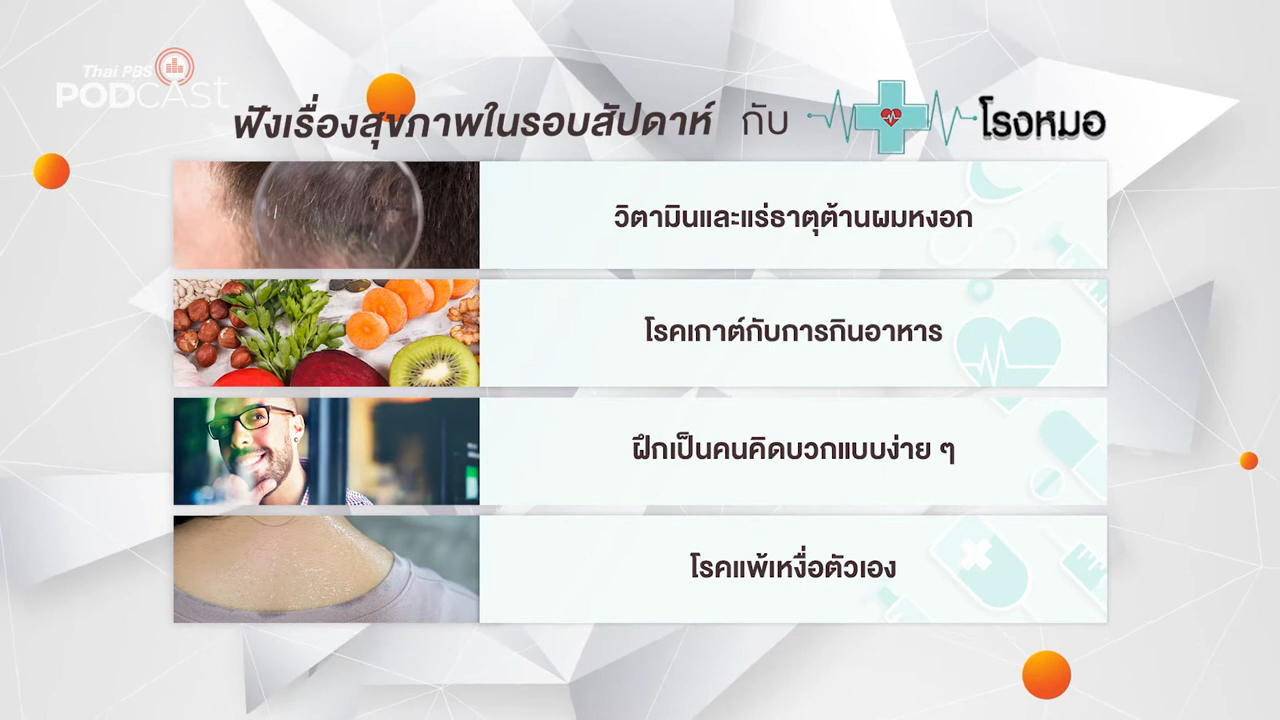 Thai PBS
PODCAST
ฟังเรื่องสุขภาพในรอบสัปดาห์ กับ โรงหมอ
วิตามินและแร่ธาตุต้านผมหงอก
โรคเกาต์กับการกินอาหาร
ฝึกเป็นคนคิดบวกแบบง่าย ๆ
โรคแพ้เหงื่อตัวเอง